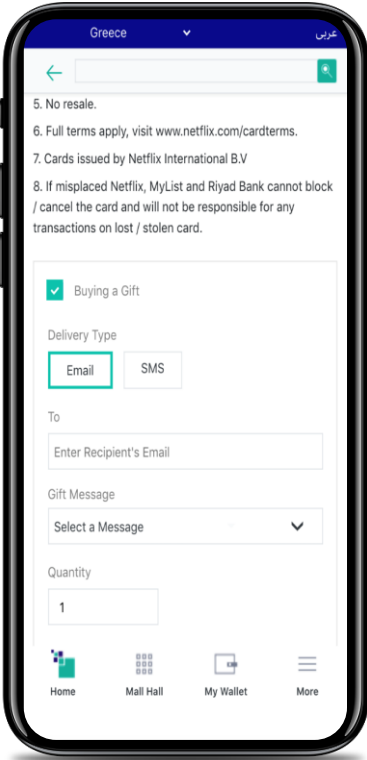 Greece
عربى
5. No resale.
6. Full terms apply, visit www.netflix.com/cardterms.
7. Cards issued by Netflix International B.V
8. If misplaced Netflix, MyList and Riyad Bank cannot block
/ cancel the card and will not be responsible for any
transactions on lost / stolen card.
Buying a Gift
Delivery Type
Email
SMS
To
Enter Recipient's Email
Gift Message
Select a Message
Quantity
1
Home
Mall Hall
My Wallet
More